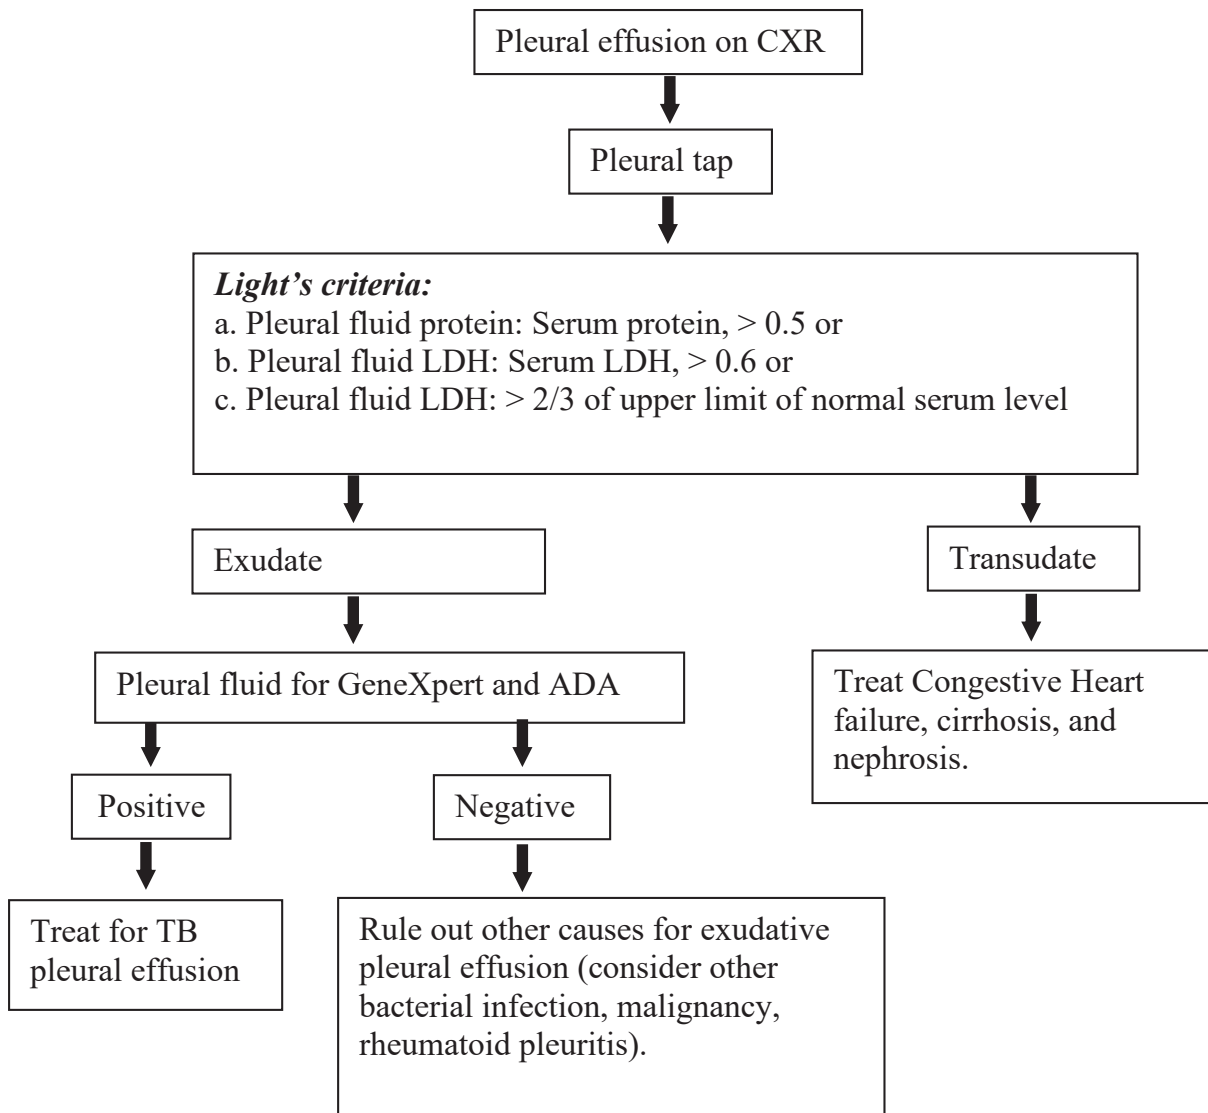 Pleural effusion on CXR
Pleural tap
Light’s criteria:
a. Pleural fluid protein: Serum protein, > 0.5 or
b. Pleural fluid LDH: Serum LDH, > 0.6 or
c. Pleural fluid LDH: > 2/3 of upper limit of normal serum level
Exudate
Transudate
Pleural fluid for GeneXpert and ADA
Treat Congestive Heart
failure, cirrhosis, and
nephrosis.
Positive
Negative
Treat for TB
pleural effusion
Rule out other causes for exudative
pleural effusion (consider other
bacterial infection, malignancy,
rheumatoid pleuritis).